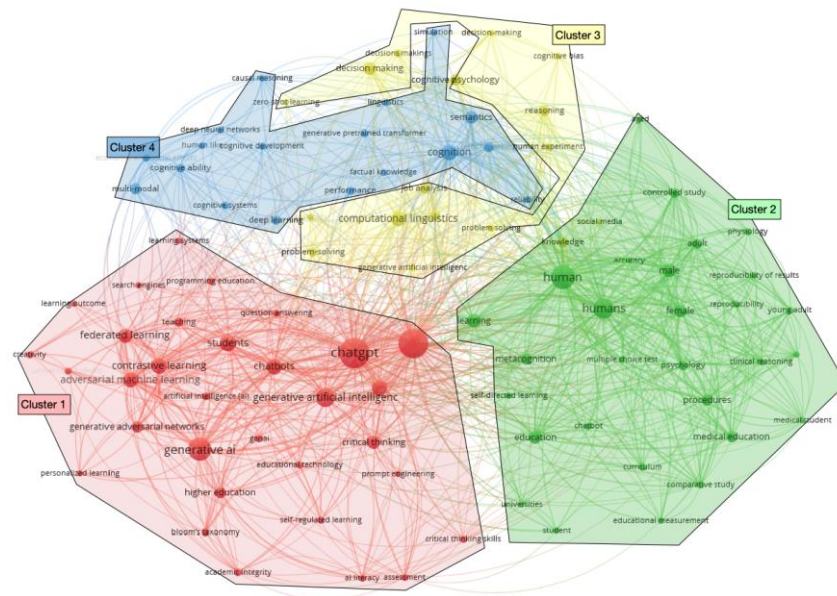 simulation
decision-making
Cluster 3
decisions makings
cognitive bias
decision making
causal reasoning
cognitive psychology
zero-shot learning
linguistics
reasoning
semantics
deep neural networks
generative pretrained transformer
Cluster 4
human like
cognitive development
cognition
human experiment
cognitive ability
factual knowledge
multi-modal
performance
job analysis
controlled study
reliability
cognitive systems
Cluster 2
deep learning
computational linguistics
social media
problem solving
physiology
learning systems
knowledge
adult
problem-solving
accuracy
generative artificial intelligenc
male
human
reproducibility of results
search engines
programming education
learning outcome
reproducibility
humans
female
young adult
question answering
teaching
learning
federated learning
students
chatgpt
creativity
metacognition
multiple choice test
psychology
clinical reasoning
contrastive learning
chatbots
adversarial machine learning
artificial intelligence (ai)
generative artificial intelligenc
self-directed learning
procedures
Cluster 1
medical student
generative adversarial networks
chatbot
critical thinking
education
medical education
genai
generative ai
educational technology
curriculum
personalized learning
prompt engineering
comparative study
higher education
universities
self-regulated learning
educational measurement
bloom's taxonomy
student
critical thinking skills
academic integrity
ai literacy
assessment